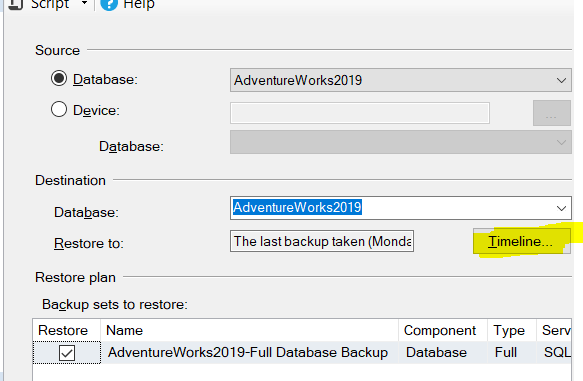 Script Help
Source
Database: AdventureWorks2019
Device: ...
Database:
Destination
Database: AdventureWorks2019
Restore to: The last backup taken (Monda Timeline...
Restore plan
Backup sets to restore:
Restore Name Component Type Serv
AdventureWorks2019-Full Database Backup Database Full SQL